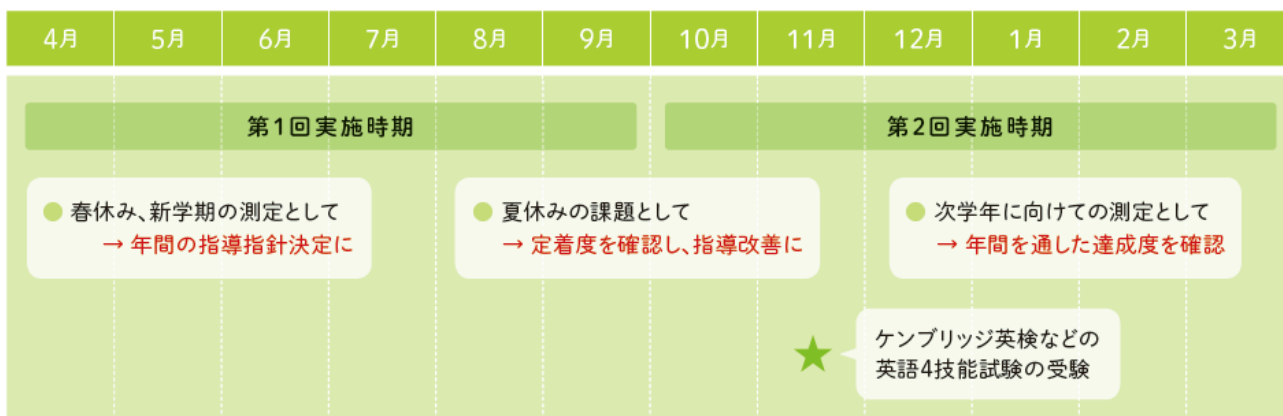 4月 5月 6月 7月 8月 9月 10月 11月 12月 1月 2月 3月
第1回実施時期 第2回実施時期
春休み、新学期の測定として
→ 年間の指導指針決定に
夏休みの課題として
→ 定着度を確認し、指導改善に
次学年に向けての測定として
→ 年間を通した達成度を確認
ケンブリッジ英検などの
英語4技能試験の受験